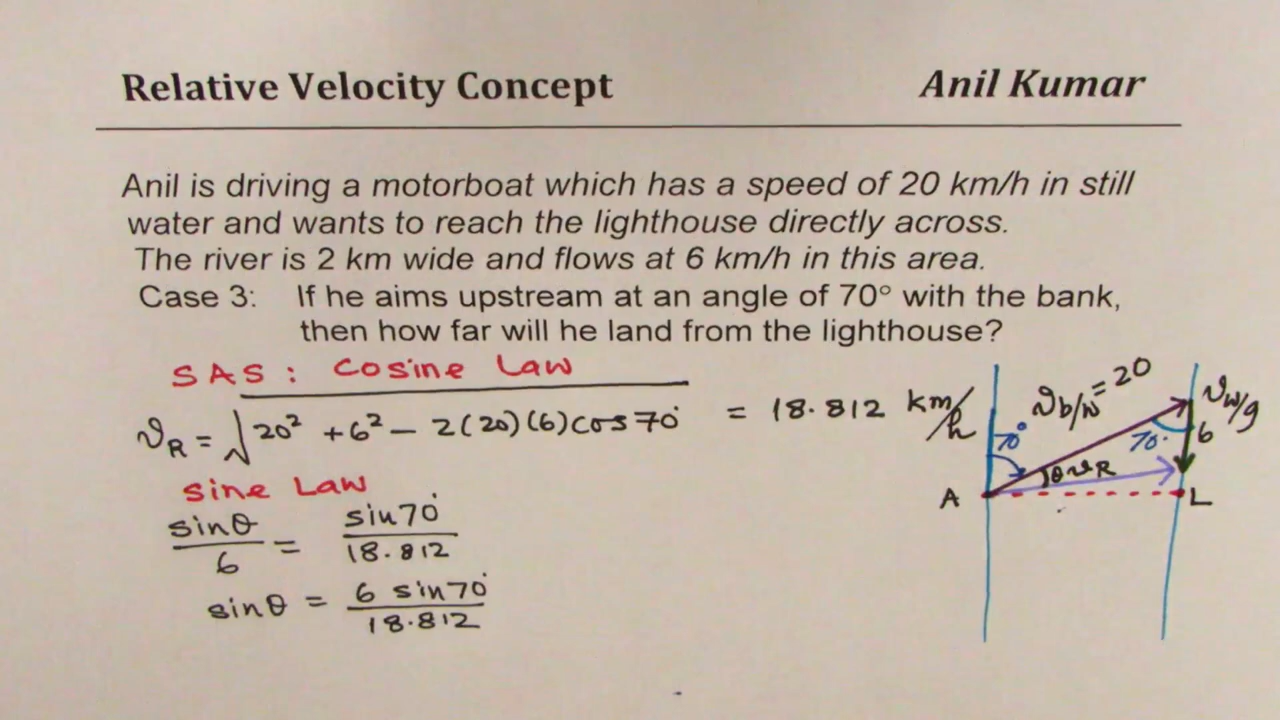 Relative Velocity Concept Anil Kumar
Anil is driving a motorboat which has a speed of 20 km/h in still
water and wants to reach the lighthouse directly across.
The river is 2 km wide and flows at 6 km/h in this area.
Case 3: If he aims upstream at an angle of 70° with the bank,
then how far will he land from the lighthouse?
SAS: Cosine Law
v_R = √(20² + 6² − 2(20)(6)cos70°) = 18.812 km/h
Sine Law
sinθ/6 = sin70°/18.812
sinθ = 6 sin70°/18.812
v_b/w = 20
v_w/g
70°
70°
6
θ
v_R
A
L